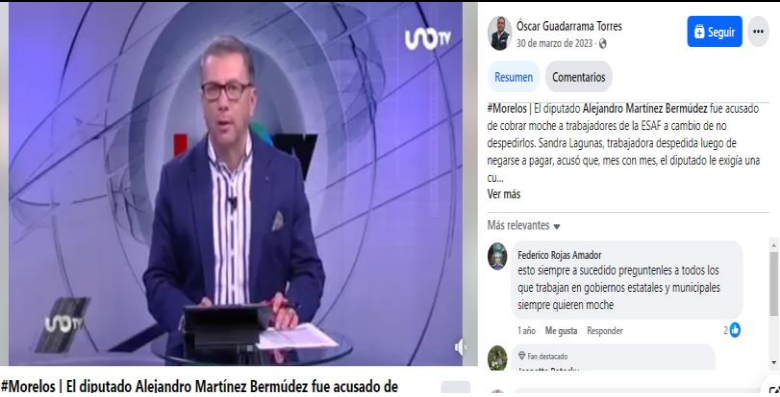 UNO TV
UNO TV
#Morelos | El diputado Alejandro Martínez Bermúdez fue acusado de
Óscar Guadarrama Torres
30 de marzo de 2023 ·
Seguir
Resumen
Comentarios
#Morelos | El diputado Alejandro Martínez Bermúdez fue acusado
de cobrar moche a trabajadores de la ESAF a cambio de no
despedirlos. Sandra Lagunas, trabajadora despedida luego de
negarse a pagar, acusó que, mes con mes, el diputado le exigía una
cu...
Ver más
Más relevantes
Federico Rojas Amador
esto siempre a sucedido preguntenles a todos los
que trabajan en gobiernos estatales y municipales
siempre quieren moche
1 año Me gusta Responder 2
Fan destacado